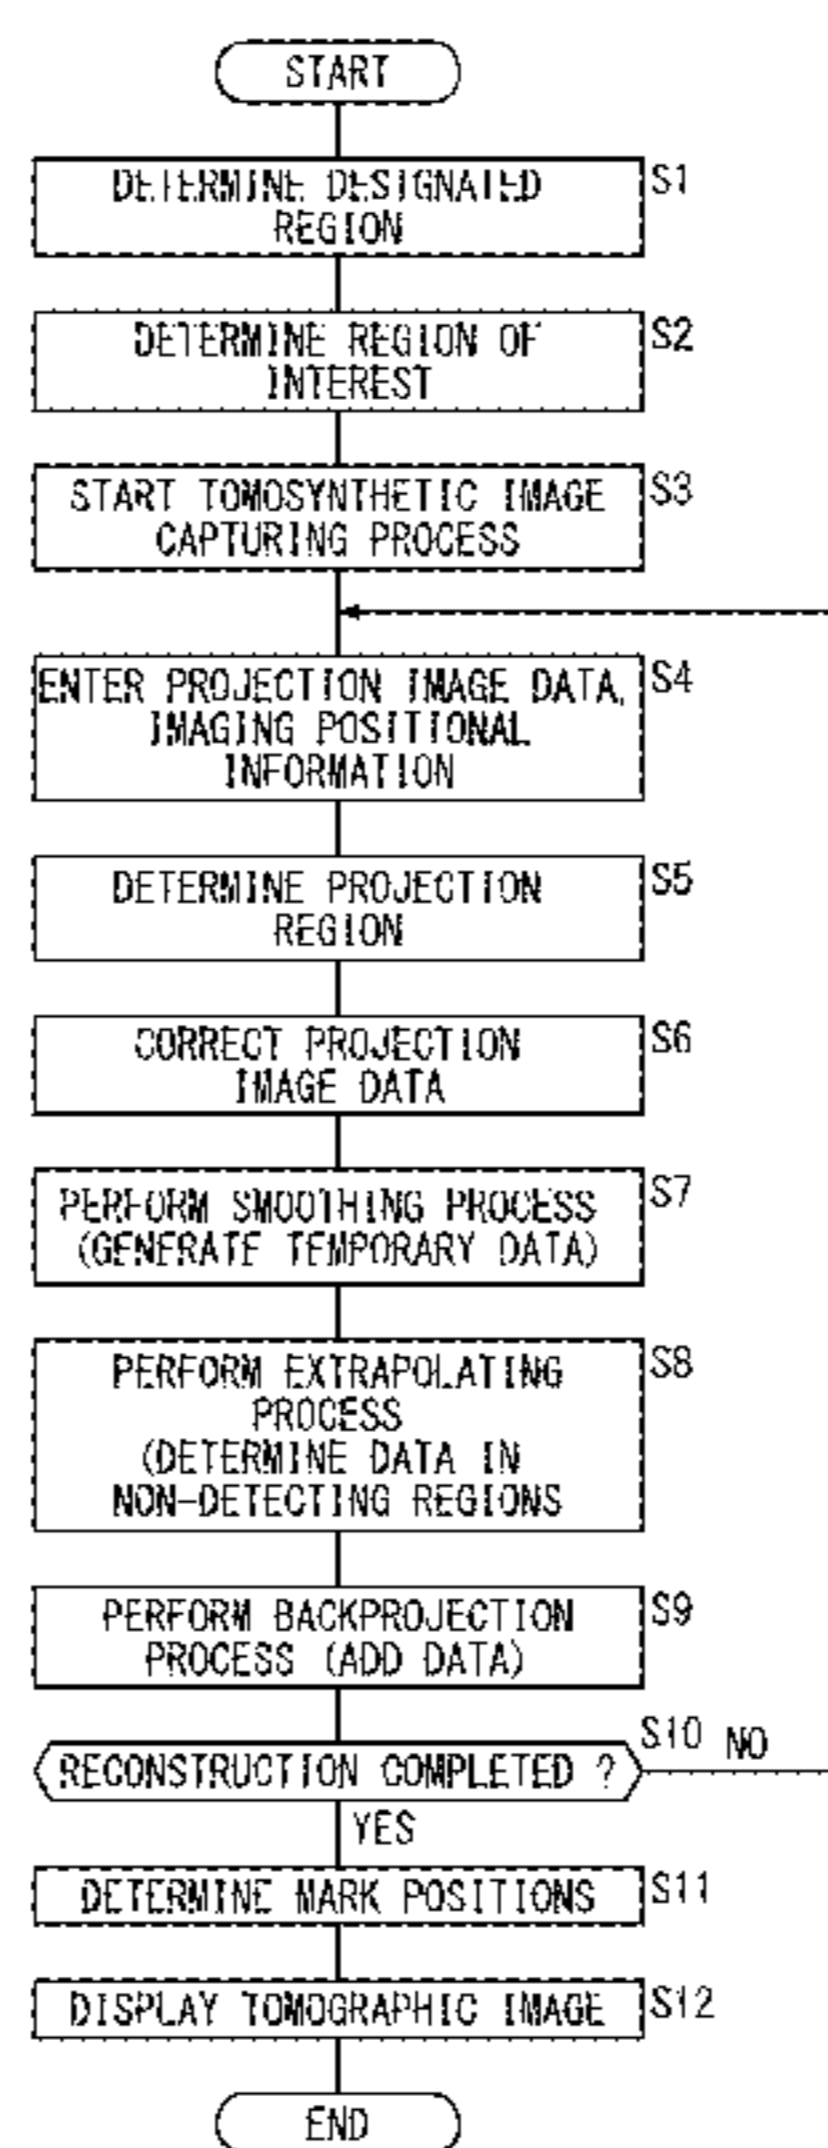 START
DETERMINE DESIGNATED
REGION
S1
DETERMINE REGION OF
INTEREST
S2
START TOMOSYNTHETIC IMAGE
CAPTURING PROCESS
S3
ENTER PROJECTION IMAGE DATA,
IMAGING POSITIONAL
INFORMATION
S4
DETERMINE PROJECTION
REGION
S5
CORRECT PROJECTION
IMAGE DATA
S6
PERFORM SMOOTHING PROCESS
(GENERATE TEMPORARY DATA)
S7
PERFORM EXTRAPOLATING
PROCESS
(DETERMINE DATA IN
NON-DETECTING REGIONS
S8
PERFORM BACKPROJECTION
PROCESS (ADD DATA)
S9
RECONSTRUCTION COMPLETED ?
S10 NO
YES
DETERMINE MARK POSITIONS
S11
DISPLAY TOMOGRAPHIC IMAGE
S12
END